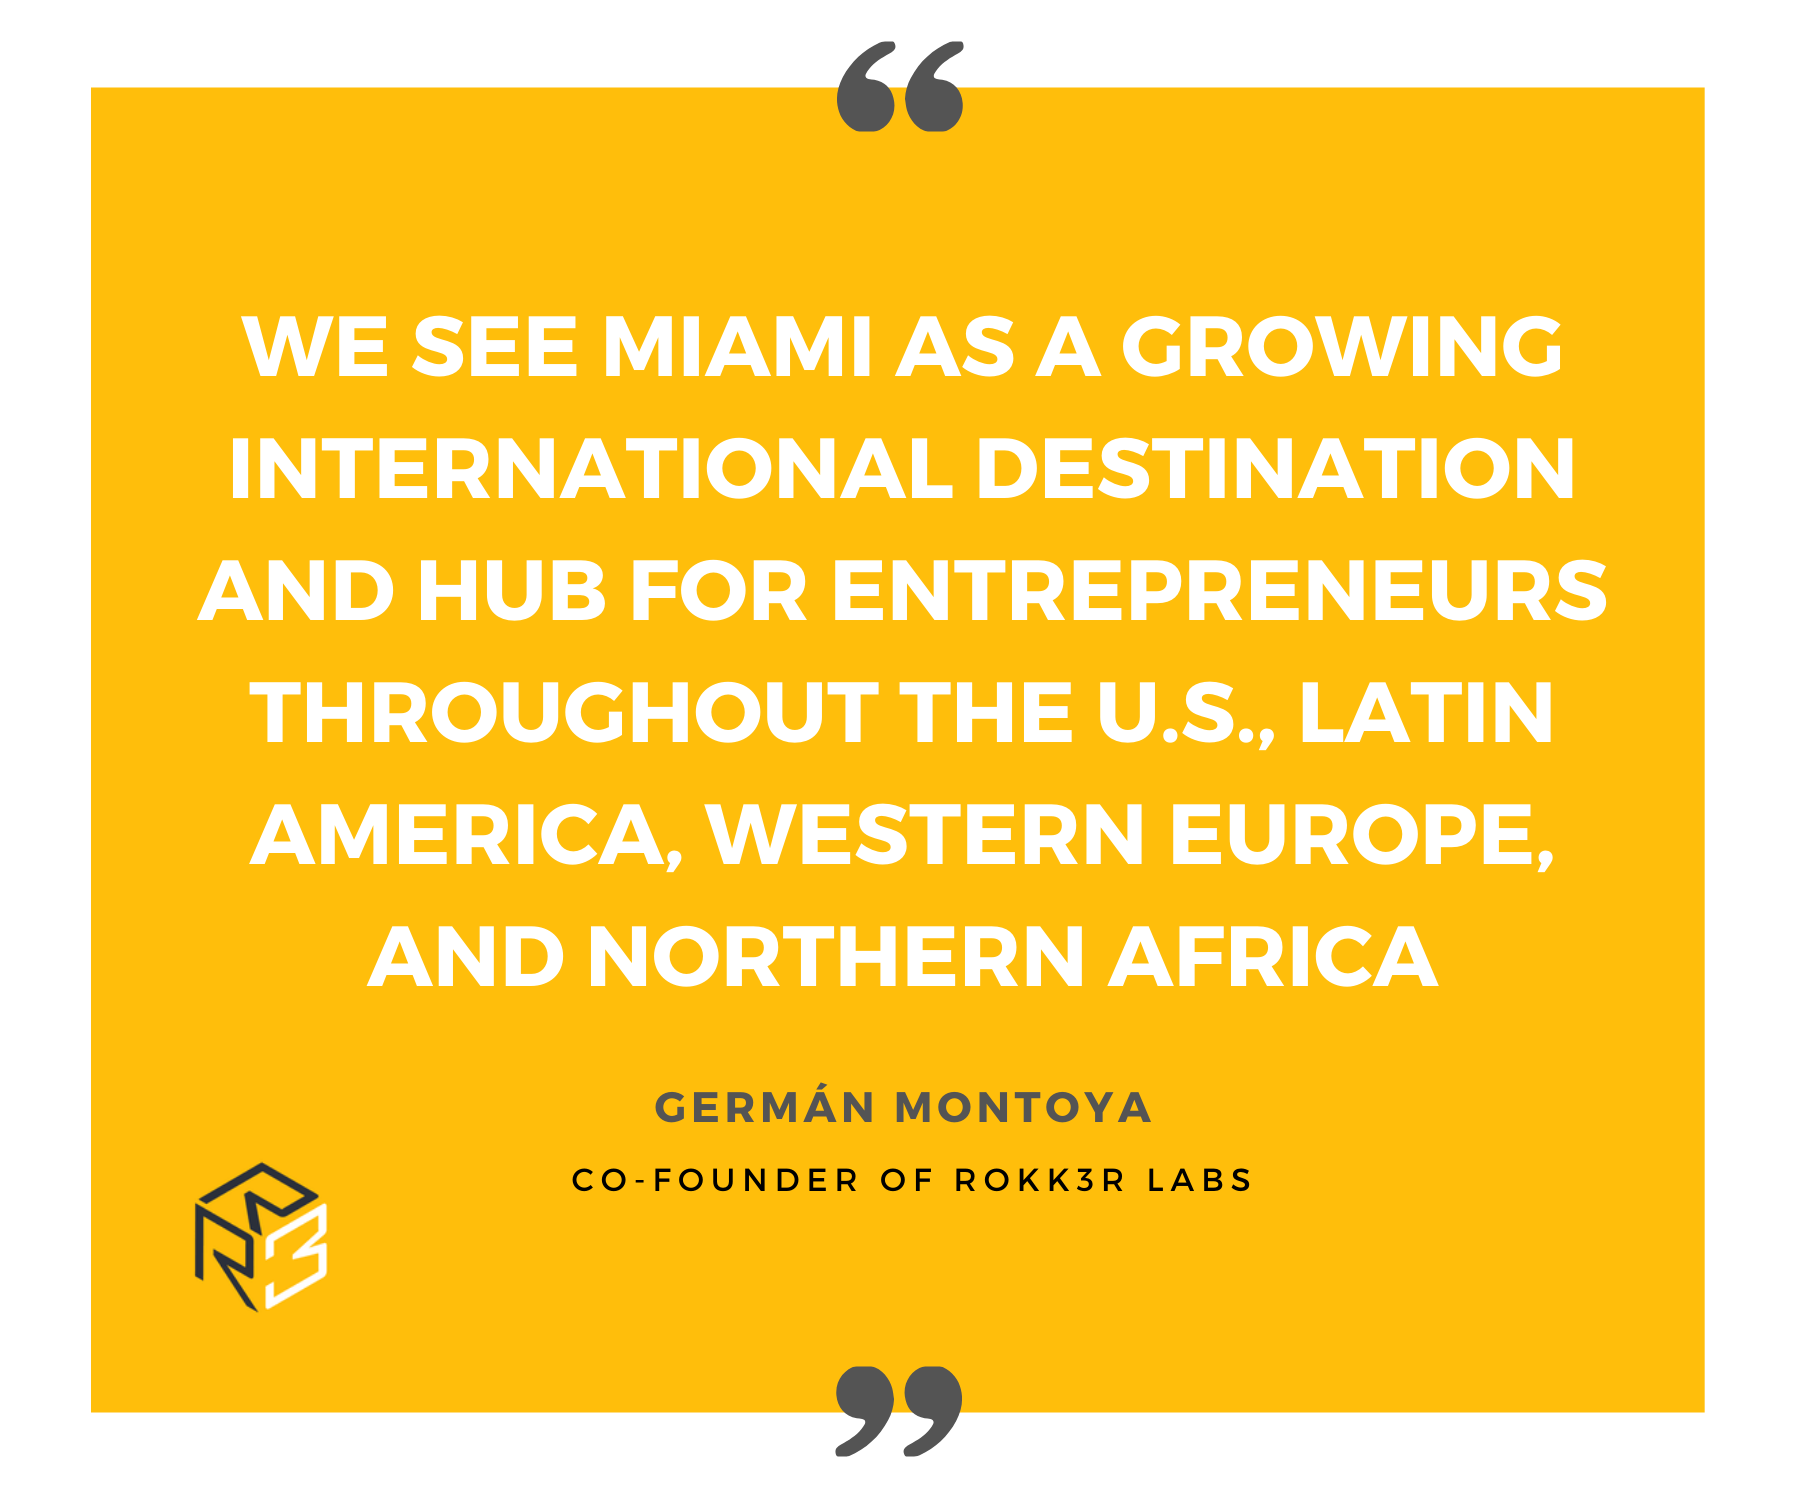 “
WE SEE MIAMI AS A GROWING
INTERNATIONAL DESTINATION
AND HUB FOR ENTREPRENEURS
THROUGHOUT THE U.S., LATIN
AMERICA, WESTERN EUROPE,
AND NORTHERN AFRICA
GERMÁN MONTOYA
CO-FOUNDER OF ROKK3R LABS
R3
”